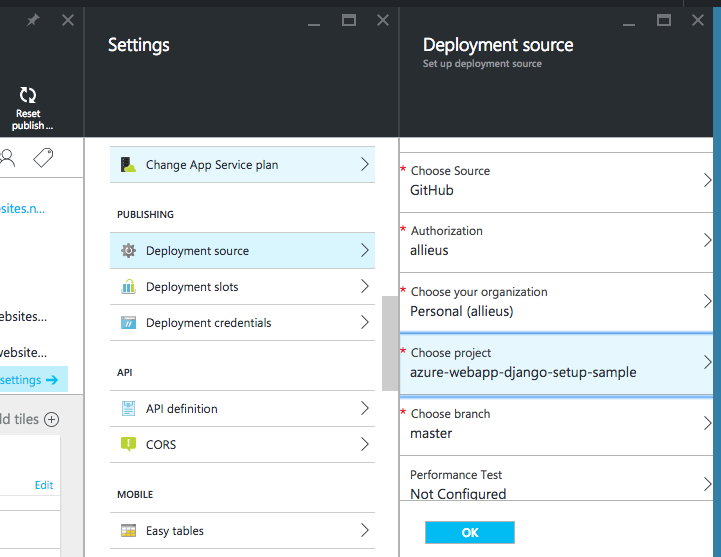 Reset
publish ...
sites.n...
ebsites...
website...
settings
ld tiles
Edit
Settings
Change App Service plan
PUBLISHING
Deployment source
Deployment slots
Deployment credentials
API
API definition
CORS
MOBILE
Easy tables
Deployment source
Set up deployment source
* Choose Source
GitHub
* Authorization
allieus
* Choose your organization
Personal (allieus)
* Choose project
azure-webapp-django-setup-sample
* Choose branch
master
Performance Test
Not Configured
OK